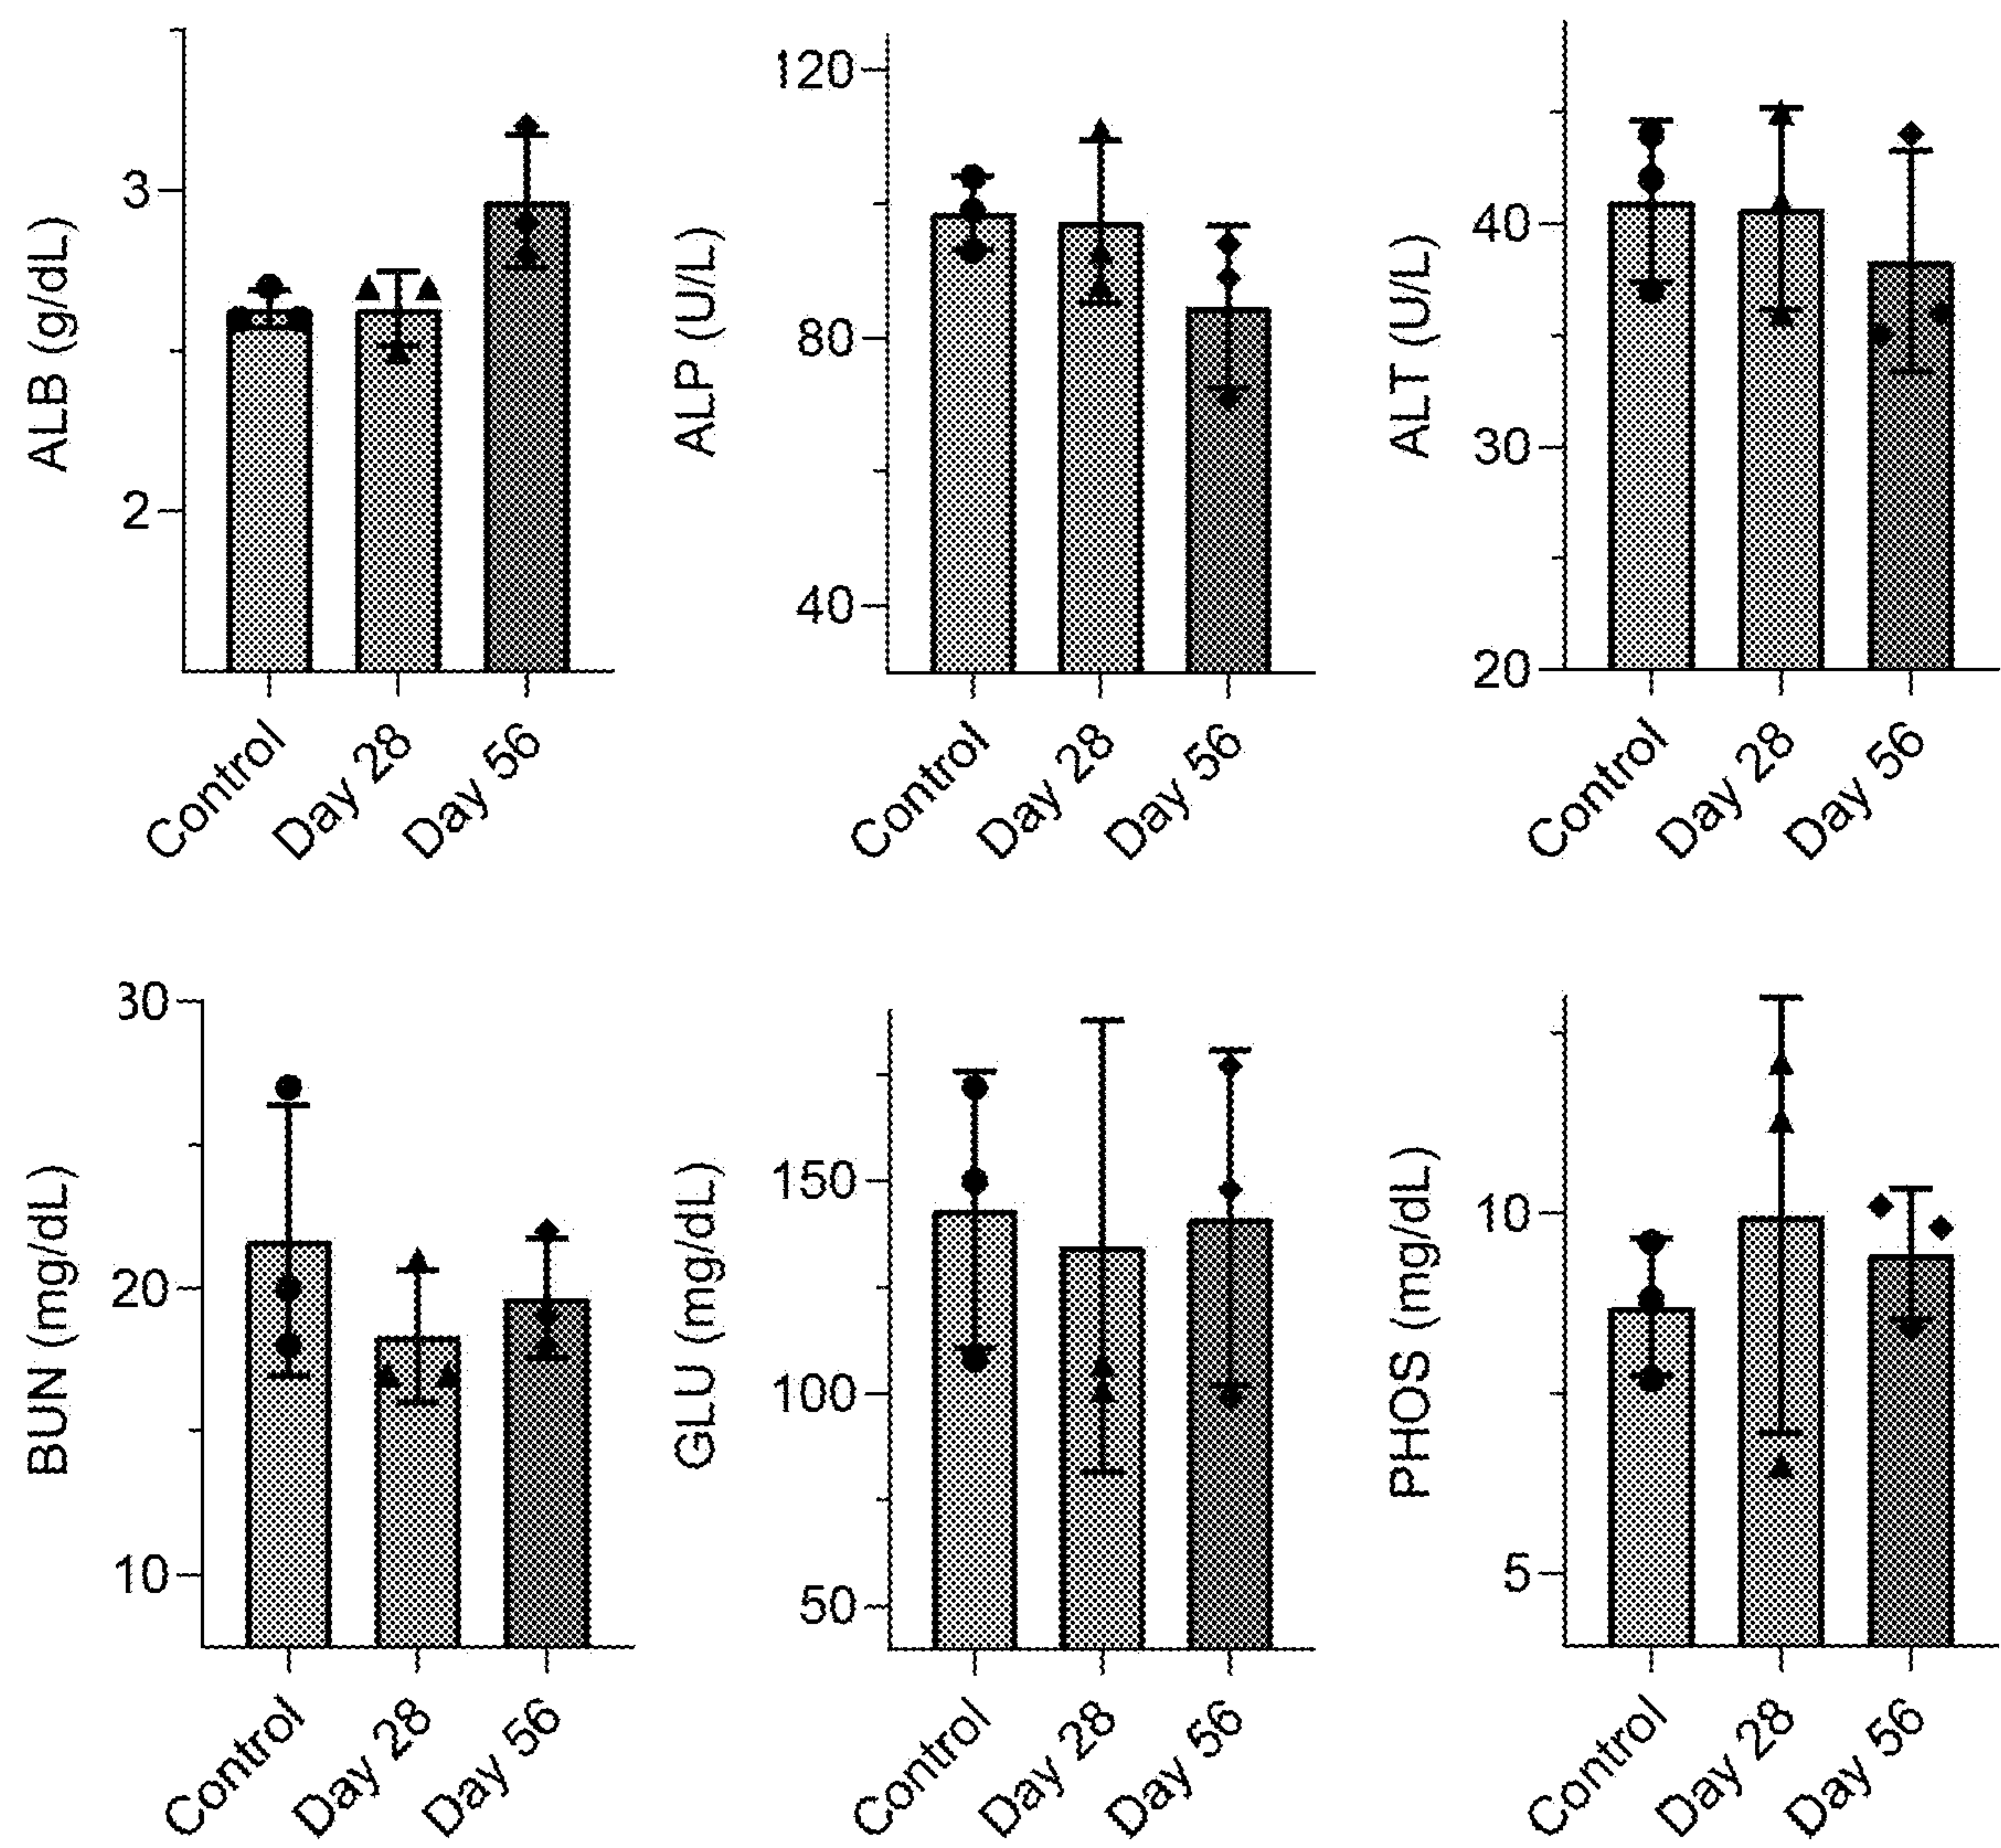 ALB (g/dL)
3
2
Control
Day 28
Day 56
ALP (U/L)
120
80
40
Control
Day 28
Day 56
ALT (U/L)
40
30
20
Control
Day 28
Day 56
BUN (mg/dL)
30
20
10
Control
Day 28
Day 56
GLU (mg/dL)
150
100
50
Control
Day 28
Day 56
PHOS (mg/dL)
10
5
Control
Day 28
Day 56